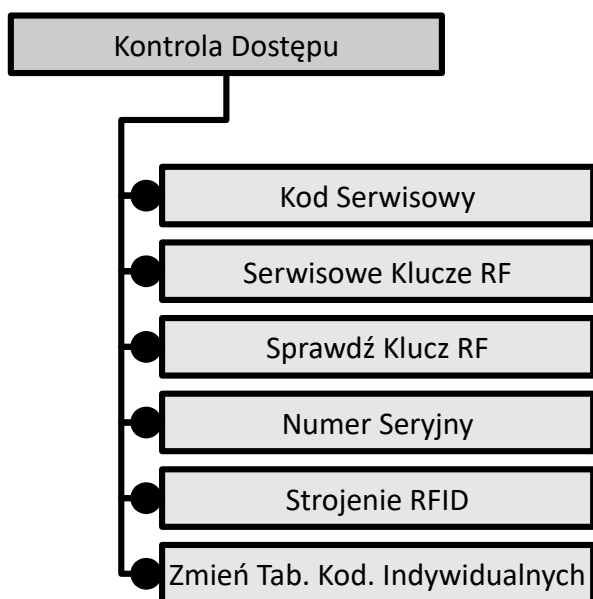 Kontrola Dostępu
Kod Serwisowy
Serwisowe Klucze RF
Sprawdź Klucz RF
Numer Seryjny
Strojenie RFID
Zmień Tab. Kod. Indywidualnych